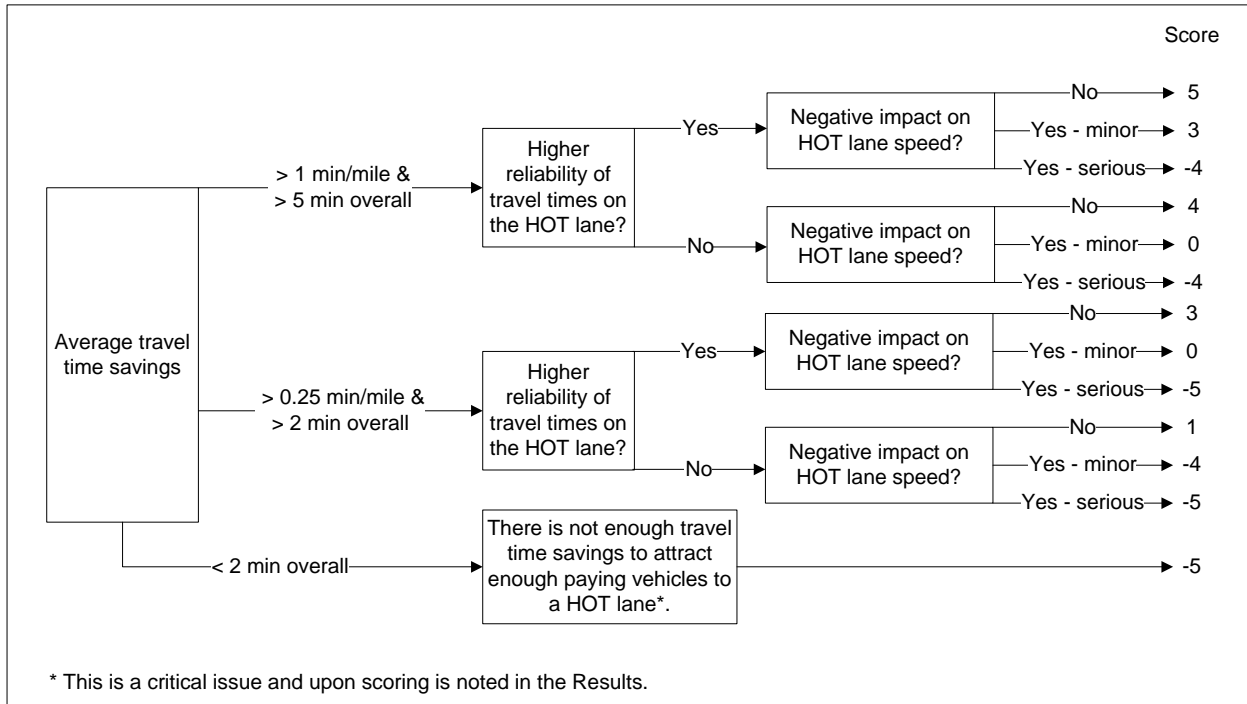 Score
Average travel
time savings
> 1 min/mile &
> 5 min overall
Higher
reliability of
travel times on
the HOT lane?
Yes
Negative impact on
HOT lane speed?
No 5
Yes - minor 3
Yes - serious -4
No
Negative impact on
HOT lane speed?
No 4
Yes - minor 0
Yes - serious -4
> 0.25 min/mile &
> 2 min overall
Higher
reliability of
travel times on
the HOT lane?
Yes
Negative impact on
HOT lane speed?
No 3
Yes - minor 0
Yes - serious -5
No
Negative impact on
HOT lane speed?
No 1
Yes - minor -4
Yes - serious -5
< 2 min overall
There is not enough travel
time savings to attract
enough paying vehicles to
a HOT lane*.
-5
* This is a critical issue and upon scoring is noted in the Results.